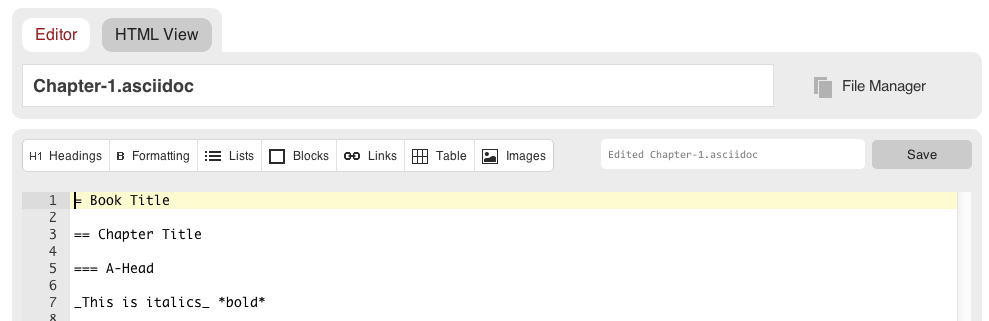 Editor HTML View
Chapter-1.asciidoc File Manager
H1 Headings B Formatting Lists Blocks Links Table Images Edited Chapter-1.asciidoc Save
1 = Book Title
2
3 == Chapter Title
4
5 === A-Head
6
7 _This is italics_ *bold*
8